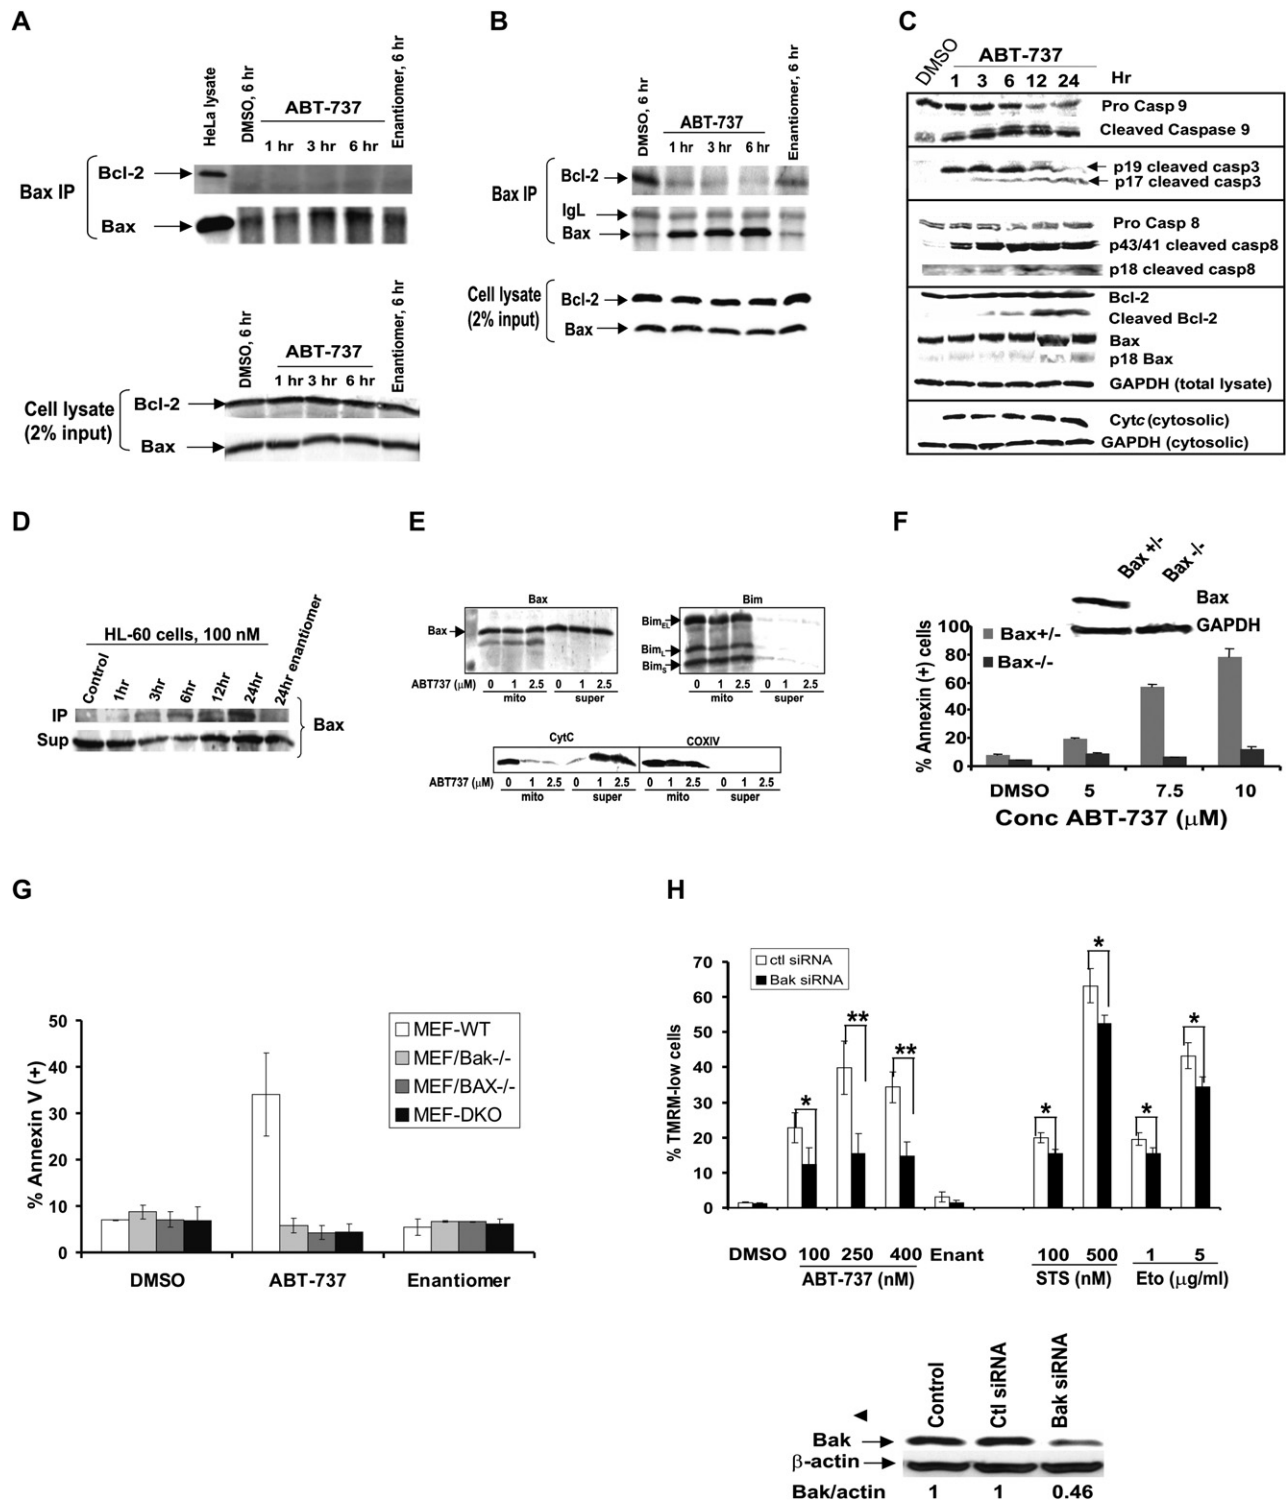 A
HeLa lysate
DMSO, 6 hr
ABT-737
1 hr 3 hr 6 hr
Enantiomer, 6 hr
Bax IP
Bcl-2
Bax
DMSO, 6 hr
ABT-737
1 hr 3 hr 6 hr
Enantiomer, 6 hr
Cell lysate
(2% input)
Bcl-2
Bax
B
DMSO, 6 hr
ABT-737
1 hr 3 hr 6 hr
Enantiomer, 6 hr
Bax IP
Bcl-2
IgL
Bax
Cell lysate
(2% input)
Bcl-2
Bax
C
DMSO
ABT-737
1 3 6 12 24 Hr
Pro Casp 9
Cleaved Caspase 9
p19 cleaved casp3
p17 cleaved casp3
Pro Casp 8
p43/41 cleaved casp8
p18 cleaved casp8
Bcl-2
Cleaved Bcl-2
Bax
p18 Bax
GAPDH (total lysate)
Cytc (cytosolic)
GAPDH (cytosolic)
D
HL-60 cells, 100 nM
Control 1hr 3hr 6hr 12hr 24hr 24hr enantiomer
IP
Sup
Bax
E
Bax
Bax
ABT737 (μM) 0 1 2.5 0 1 2.5
mito super
Bim
BimEL
BimL
BimS
0 1 2.5 0 1 2.5
mito super
CytC COXIV
ABT737 (μM) 0 1 2.5 0 1 2.5 0 1 2.5 0 1 2.5
mito super mito super
F
Bax +/- Bax -/-
Bax
GAPDH
Bax+/-
Bax-/-
% Annexin (+) cells
100
80
60
40
20
0
DMSO 5 7.5 10
Conc ABT-737 (μM)
G
% Annexin V (+)
50
40
30
20
10
0
MEF-WT
MEF/Bak-/-
MEF/BAX-/-
MEF-DKO
DMSO ABT-737 Enantiomer
H
% TMRM-low cells
70
60
50
40
30
20
10
0
ctl siRNA
Bak siRNA
* ** ** * * * *
DMSO 100 250 400 Enant 100 500 1 5
ABT-737 (nM) STS (nM) Eto (μg/ml)
Control Ctl siRNA Bak siRNA
Bak
β-actin
Bak/actin 1 1 0.46